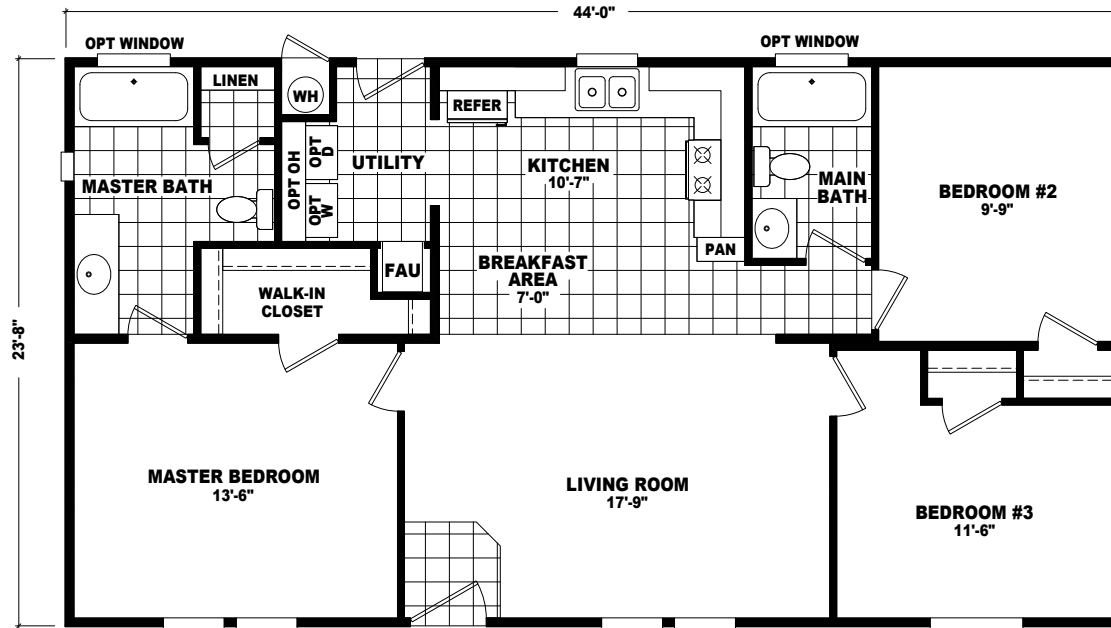 44'-0"
OPT WINDOW
OPT WINDOW
LINEN
WH
REFER
OPT OH
OPT
D
UTILITY
KITCHEN
10'-7"
MAIN
BATH
BEDROOM #2
9'-9"
MASTER BATH
OPT
W
PAN
FAU
BREAKFAST
AREA
7'-0"
WALK-IN
CLOSET
23'-8"
MASTER BEDROOM
13'-6"
LIVING ROOM
17'-9"
BEDROOM #3
11'-6"